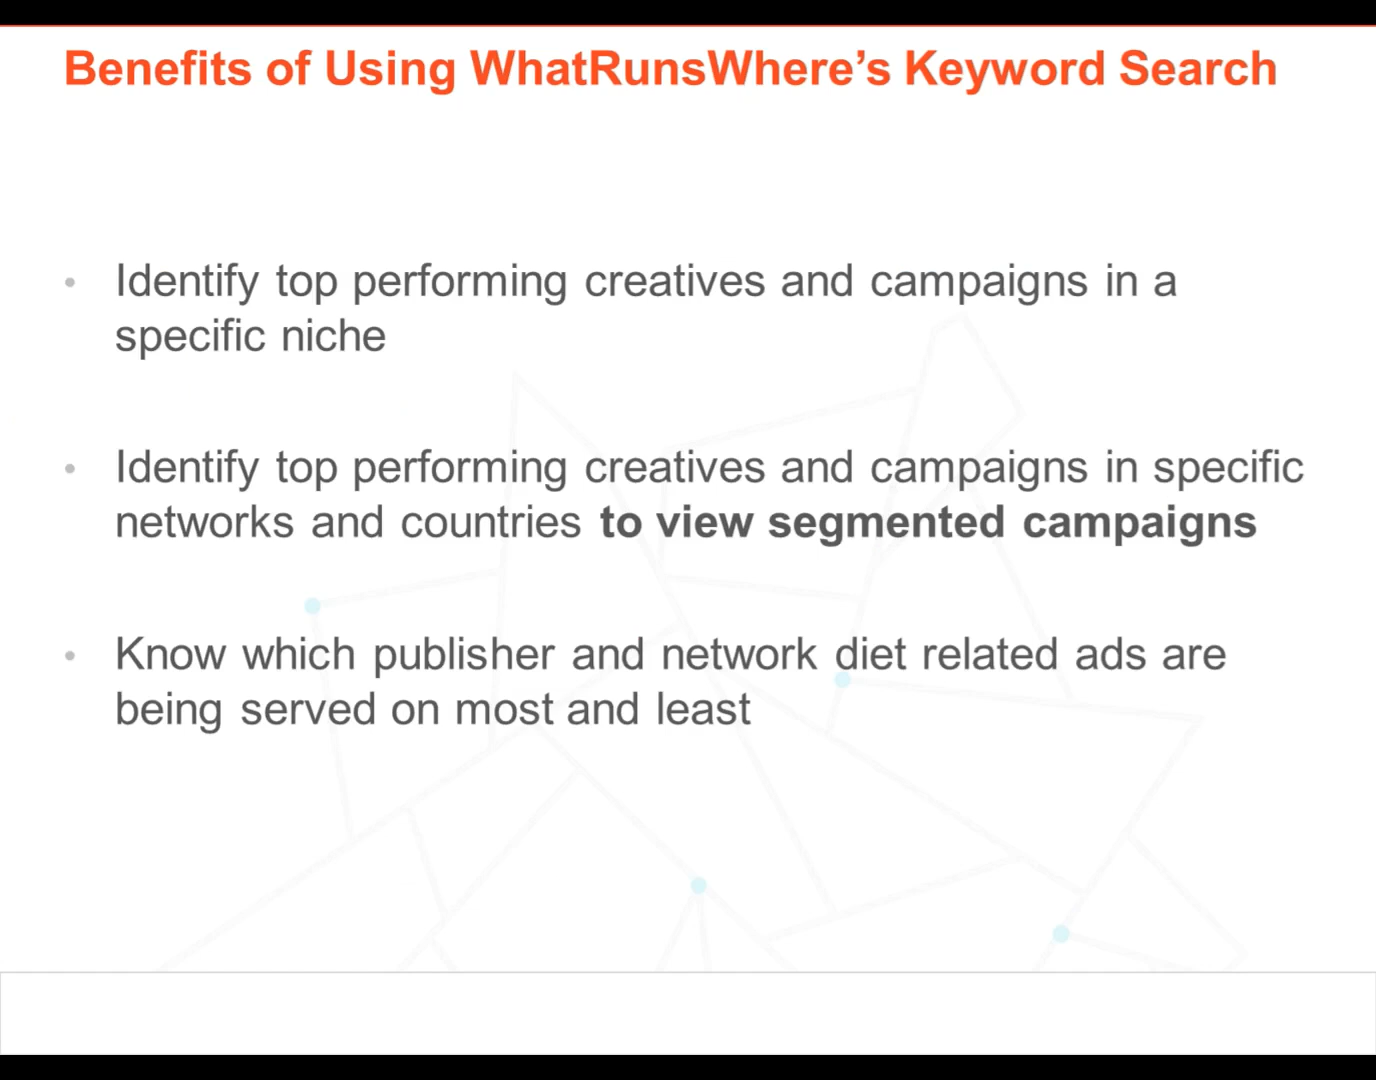 Benefits of Using WhatRunsWhere’s Keyword Search
• Identify top performing creatives and campaigns in a
specific niche
• Identify top performing creatives and campaigns in specific
networks and countries to view segmented campaigns
• Know which publisher and network diet related ads are
being served on most and least